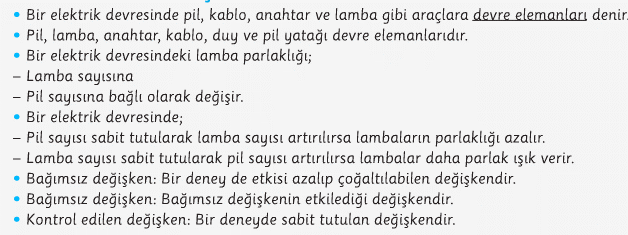 • Bir elektrik devresinde pil, kablo, anahtar ve lamba gibi araçlara devre elemanları denir.
• Pil, lamba, anahtar, kablo, duy ve pil yatağı devre elemanlarıdır.
• Bir elektrik devresindeki lamba parlaklığı;
– Lamba sayısına
– Pil sayısına bağlı olarak değişir.
• Bir elektrik devresinde;
– Pil sayısı sabit tutularak lamba sayısı artırılırsa lambaların parlaklığı azalır.
– Lamba sayısı sabit tutularak pil sayısı artırılırsa lambalar daha parlak ışık verir.
• Bağımsız değişken: Bir deney de etkisi azalıp çoğaltılabilen değişkendir.
• Bağımsız değişken: Bağımsız değişkenin etkilediği değişkendir.
• Kontrol edilen değişken: Bir deneyde sabit tutulan değişkendir.